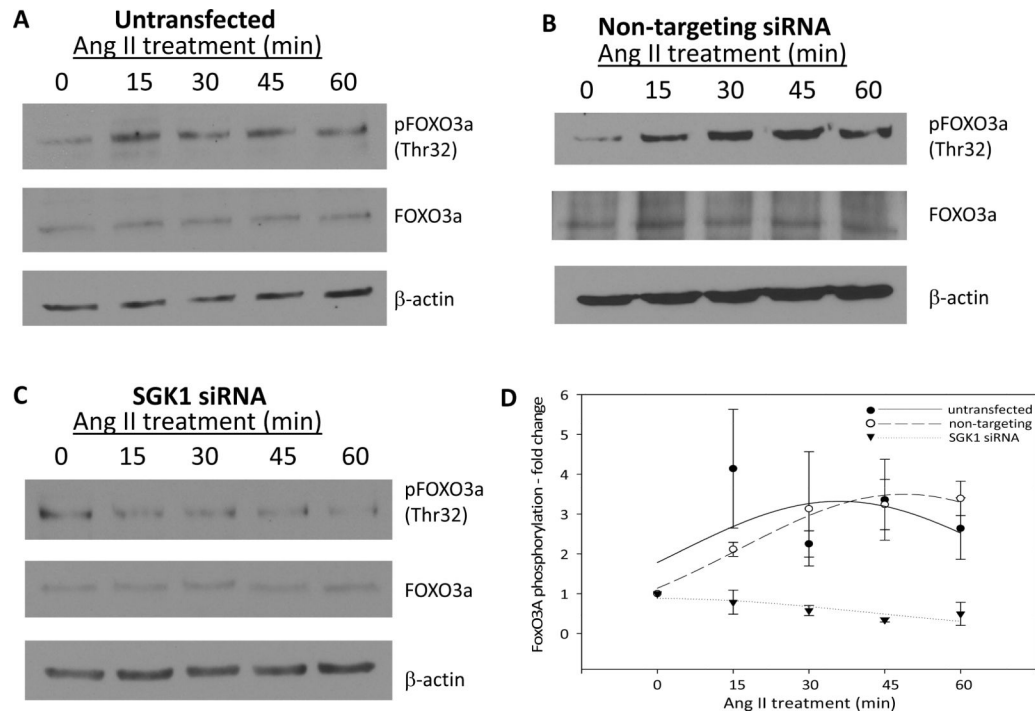 A
Untransfected
Ang II treatment (min)
0 15 30 45 60
pFOXO3a
(Thr32)
FOXO3a
β-actin
B
Non-targeting siRNA
Ang II treatment (min)
0 15 30 45 60
pFOXO3a
(Thr32)
FOXO3a
β-actin
C
SGK1 siRNA
Ang II treatment (min)
0 15 30 45 60
pFOXO3a
(Thr32)
FOXO3a
β-actin
D
FoxO3A phosphorylation - fold change
6
5
4
3
2
1
0
untransfected
non-targeting
SGK1 siRNA
0 15 30 45 60
Ang II treatment (min)